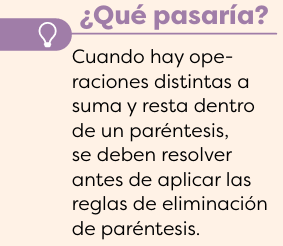 ¿Qué pasaría?
Cuando hay ope-
raciones distintas a
suma y resta dentro
de un paréntesis,
se deben resolver
antes de aplicar las
reglas de eliminación
de paréntesis.